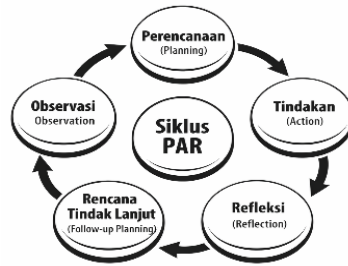 Perencanaan
(Planning)
Tindakan
(Action)
Refleksi
(Reflection)
Rencana
Tindak Lanjut
(Follow-up Planning)
Observasi
Observation
Siklus
PAR